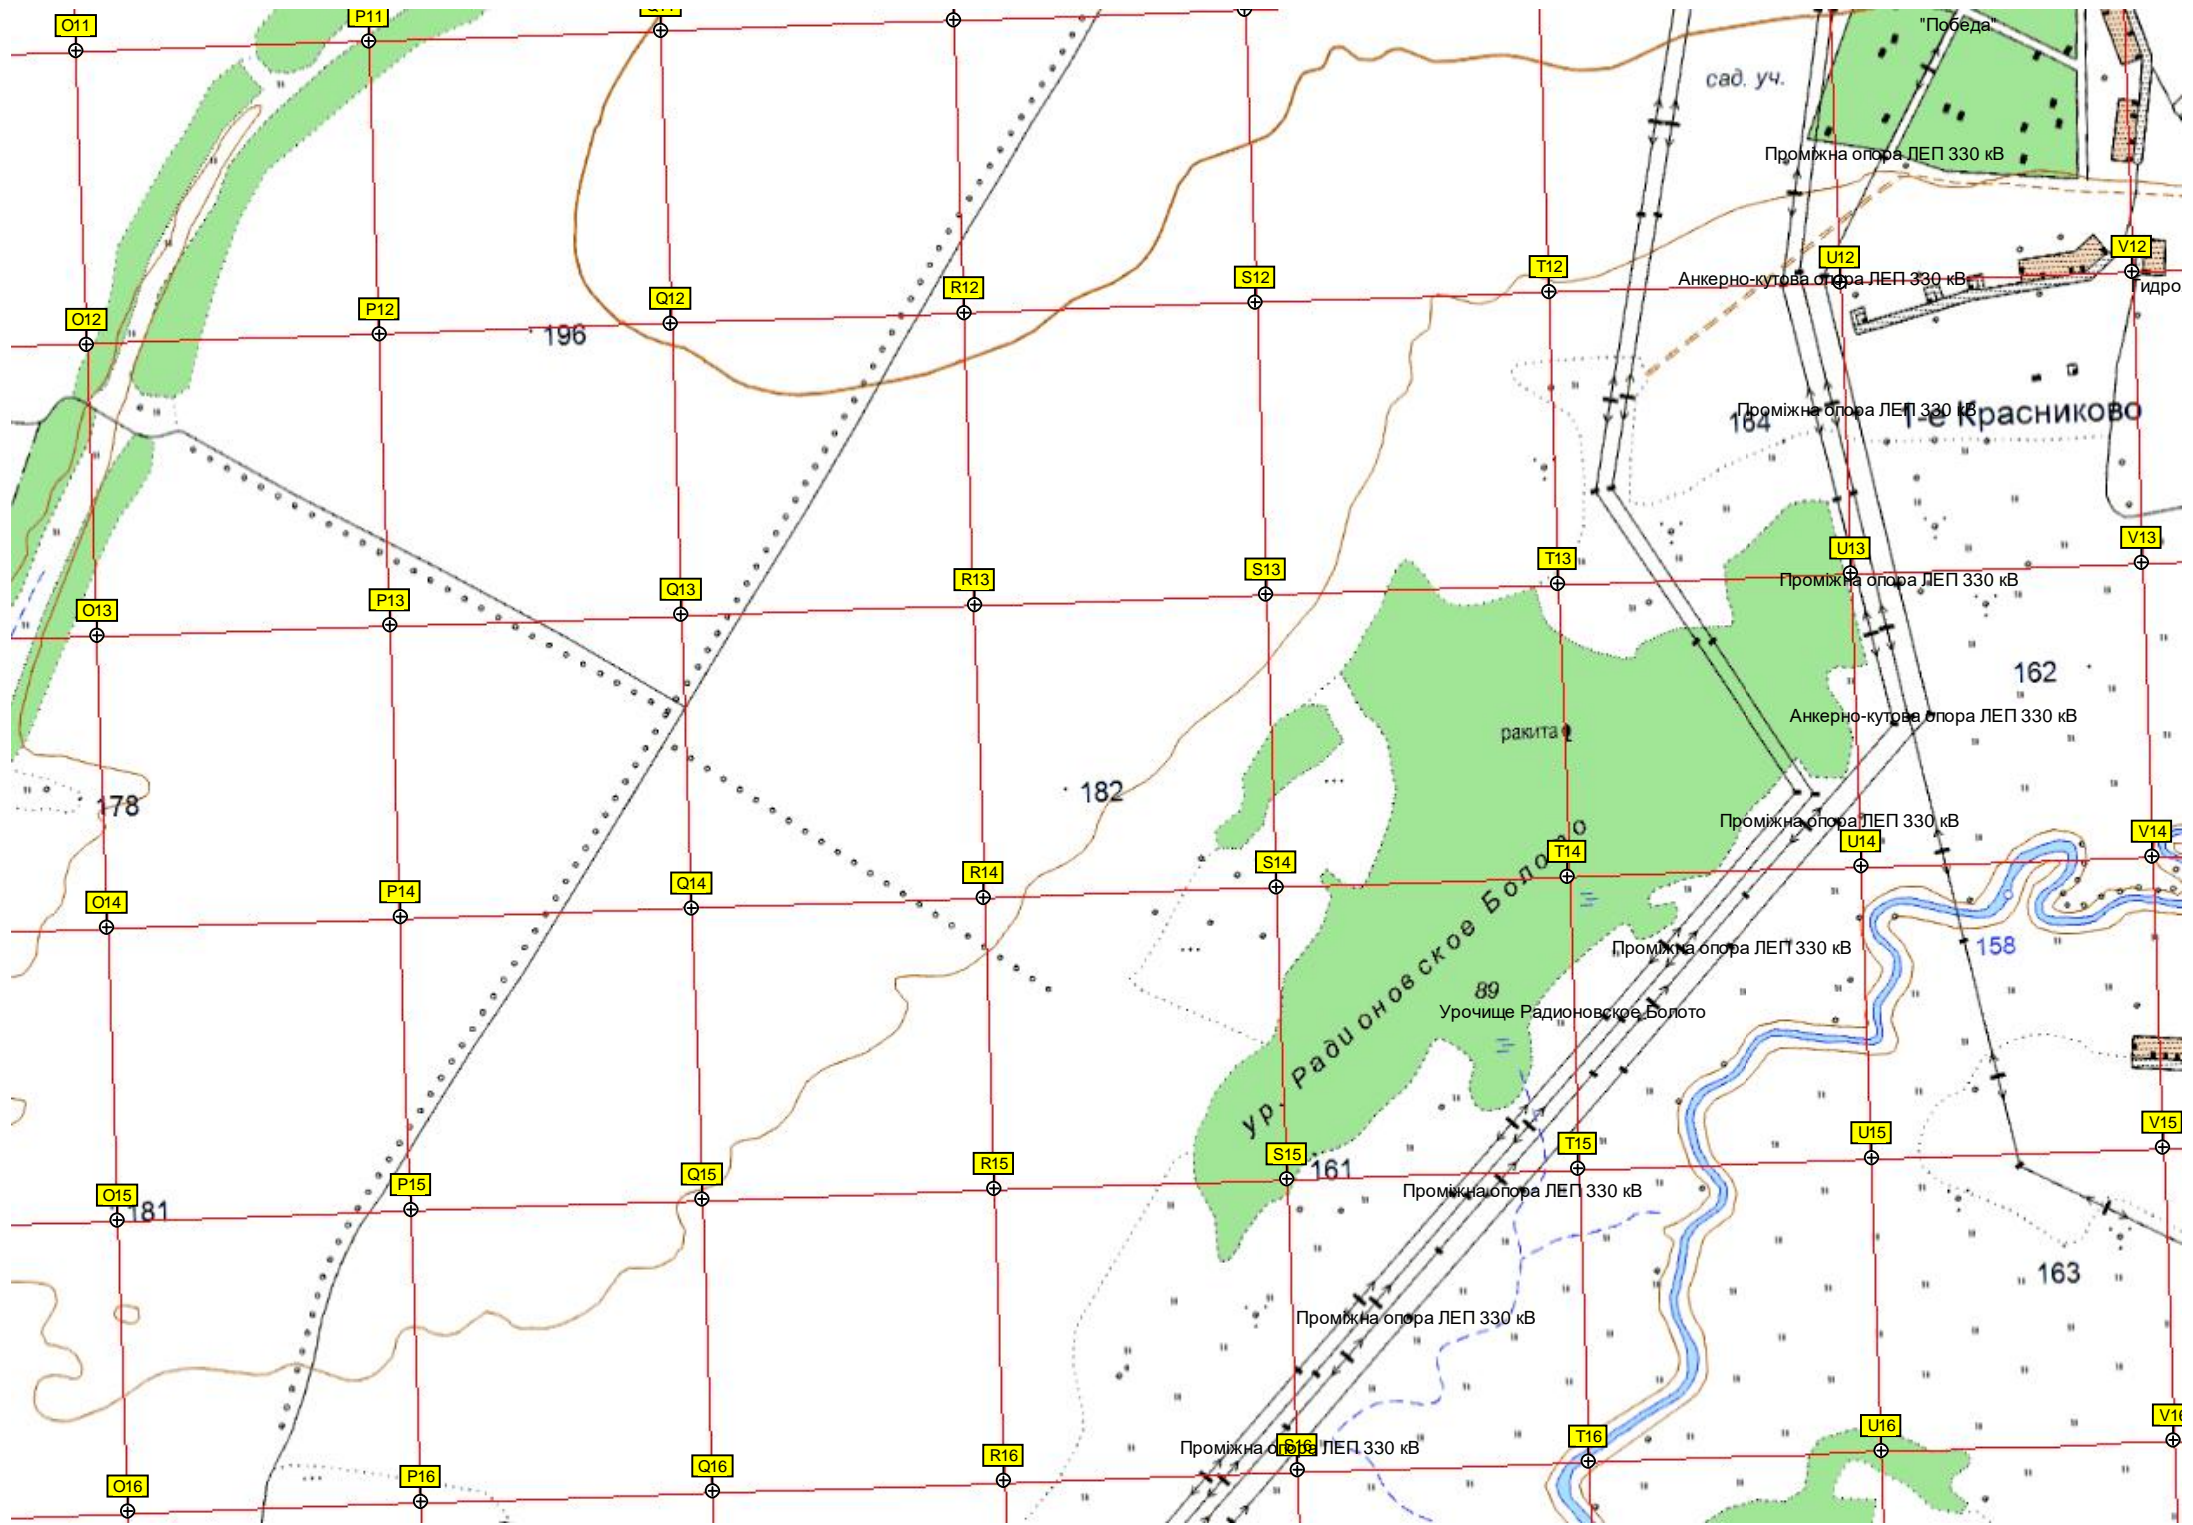 O11
P11
"Победа"
сад. уч.
Проміжна опора ЛЕП 330 кВ
O12
P12
Q12
R12
S12
T12
U12
V12
Анкерно-кутова опора ЛЕП 330 кВ
196
Проміжна опора ЛЕП 330 кВ
164
1-е Красниково
O13
P13
Q13
R13
S13
T13
U13
V13
Проміжна опора ЛЕП 330 кВ
162
ракита
Анкерно-кутова опора ЛЕП 330 кВ
178
182
Проміжна опора ЛЕП 330 кВ
O14
P14
Q14
R14
S14
T14
U14
V14
ур. Радионовское Болото
Проміжна опора ЛЕП 330 кВ
158
89
Урочище Радионовское Болото
O15
P15
Q15
R15
S15
T15
U15
V15
181
161
Проміжна опора ЛЕП 330 кВ
163
Проміжна опора ЛЕП 330 кВ
O16
P16
Q16
R16
S16
T16
U16
V16
Проміжна опора ЛЕП 330 кВ